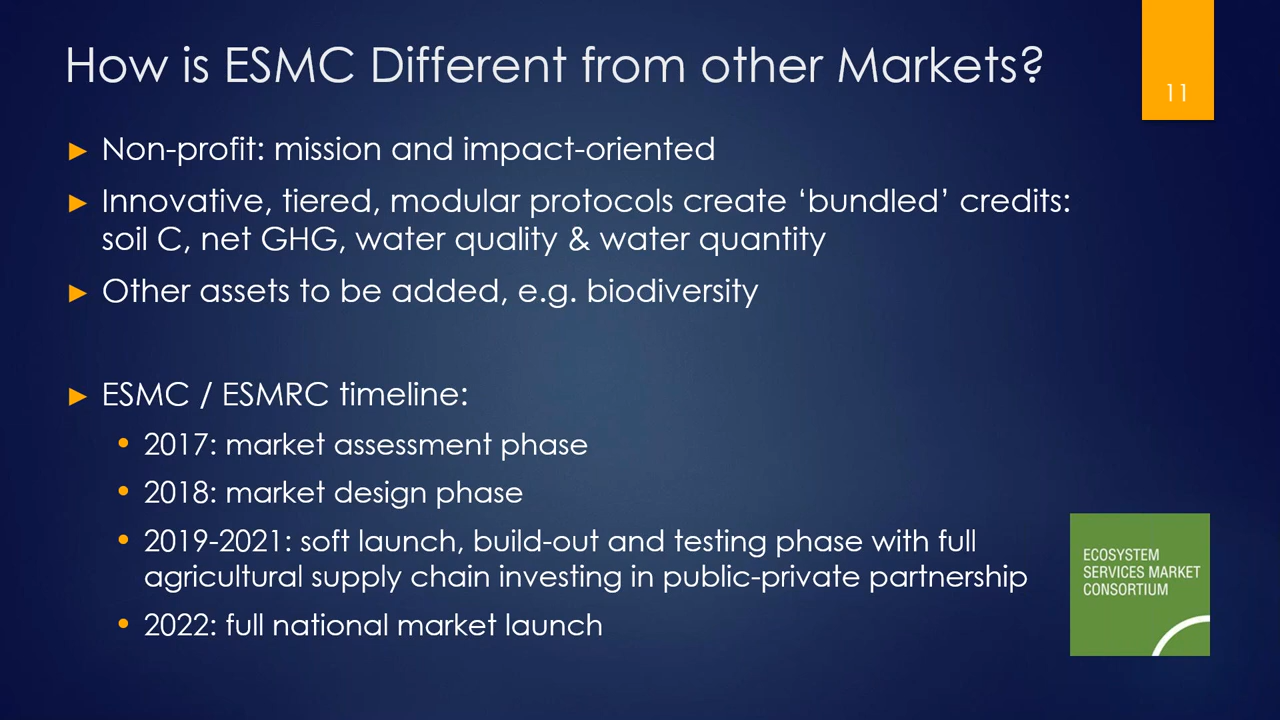 How is ESMC Different from other Markets?
11
► Non-profit: mission and impact-oriented
► Innovative, tiered, modular protocols create ‘bundled’ credits:
soil C, net GHG, water quality & water quantity
► Other assets to be added, e.g. biodiversity
► ESMC / ESMRC timeline:
• 2017: market assessment phase
• 2018: market design phase
• 2019-2021: soft launch, build-out and testing phase with full
agricultural supply chain investing in public-private partnership
• 2022: full national market launch
ECOSYSTEM
SERVICES MARKET
CONSORTIUM